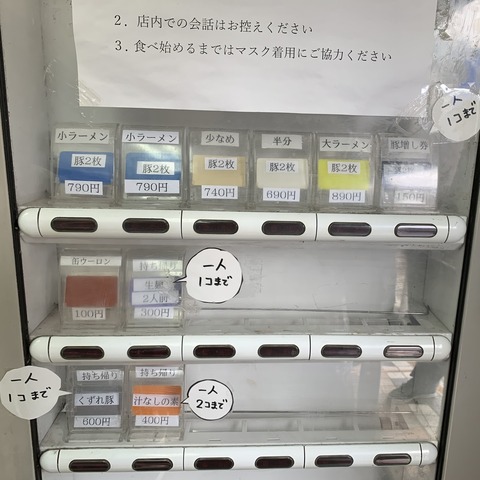 2. 店内での会話はお控えください
3. 食べ始めるまではマスク着用にご協力ください
一人
1コまで
小ラーメン
豚2枚
790円
小ラーメン
豚2枚
790円
少なめ
豚2枚
740円
半分
豚2枚
690円
大ラーメン
豚2枚
890円
豚増し券
150円
缶ウーロン
100円
持ち帰り
生麺
2人前
300円
一人
1コまで
一人
1コまで
持ち帰り
くずれ豚
600円
持ち帰り
汁なしの素
400円
一人
2コまで